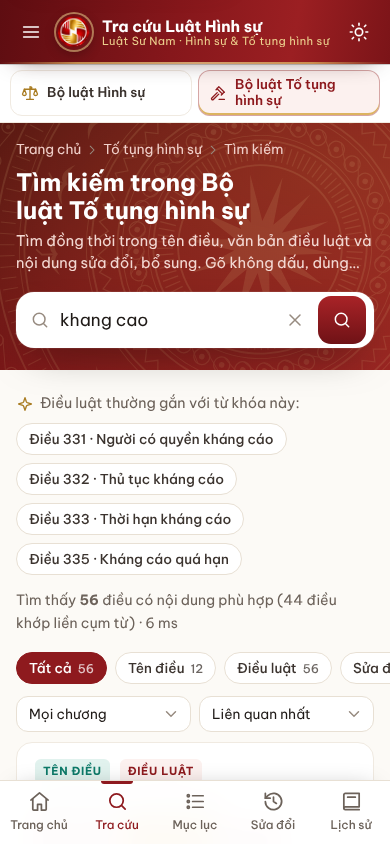 Tra cứu Luật Hình sự
Luật Sư Nam · Hình sự & Tố tụng hình sự
Bộ luật Hình sự
Bộ luật Tố tụng
hình sự
Trang chủ > Tố tụng hình sự > Tìm kiếm
Tìm kiếm trong Bộ
luật Tố tụng hình sự
Tìm đồng thời trong tên điều, văn bản điều luật và
nội dung sửa đổi, bổ sung. Gõ không dấu, dùng...
khang cao
Điều luật thường gắn với từ khóa này:
Điều 331 · Người có quyền kháng cáo
Điều 332 · Thủ tục kháng cáo
Điều 333 · Thời hạn kháng cáo
Điều 335 · Kháng cáo quá hạn
Tìm thấy 56 điều có nội dung phù hợp (44 điều
khớp liền cụm từ) · 6 ms
Tất cả 56 Tên điều 12 Điều luật 56 Sửa đ
Mọi chương Liên quan nhất
TÊN ĐIỀU ĐIỀU LUẬT
Trang chủ Tra cứu Mục lục Sửa đổi Lịch sử